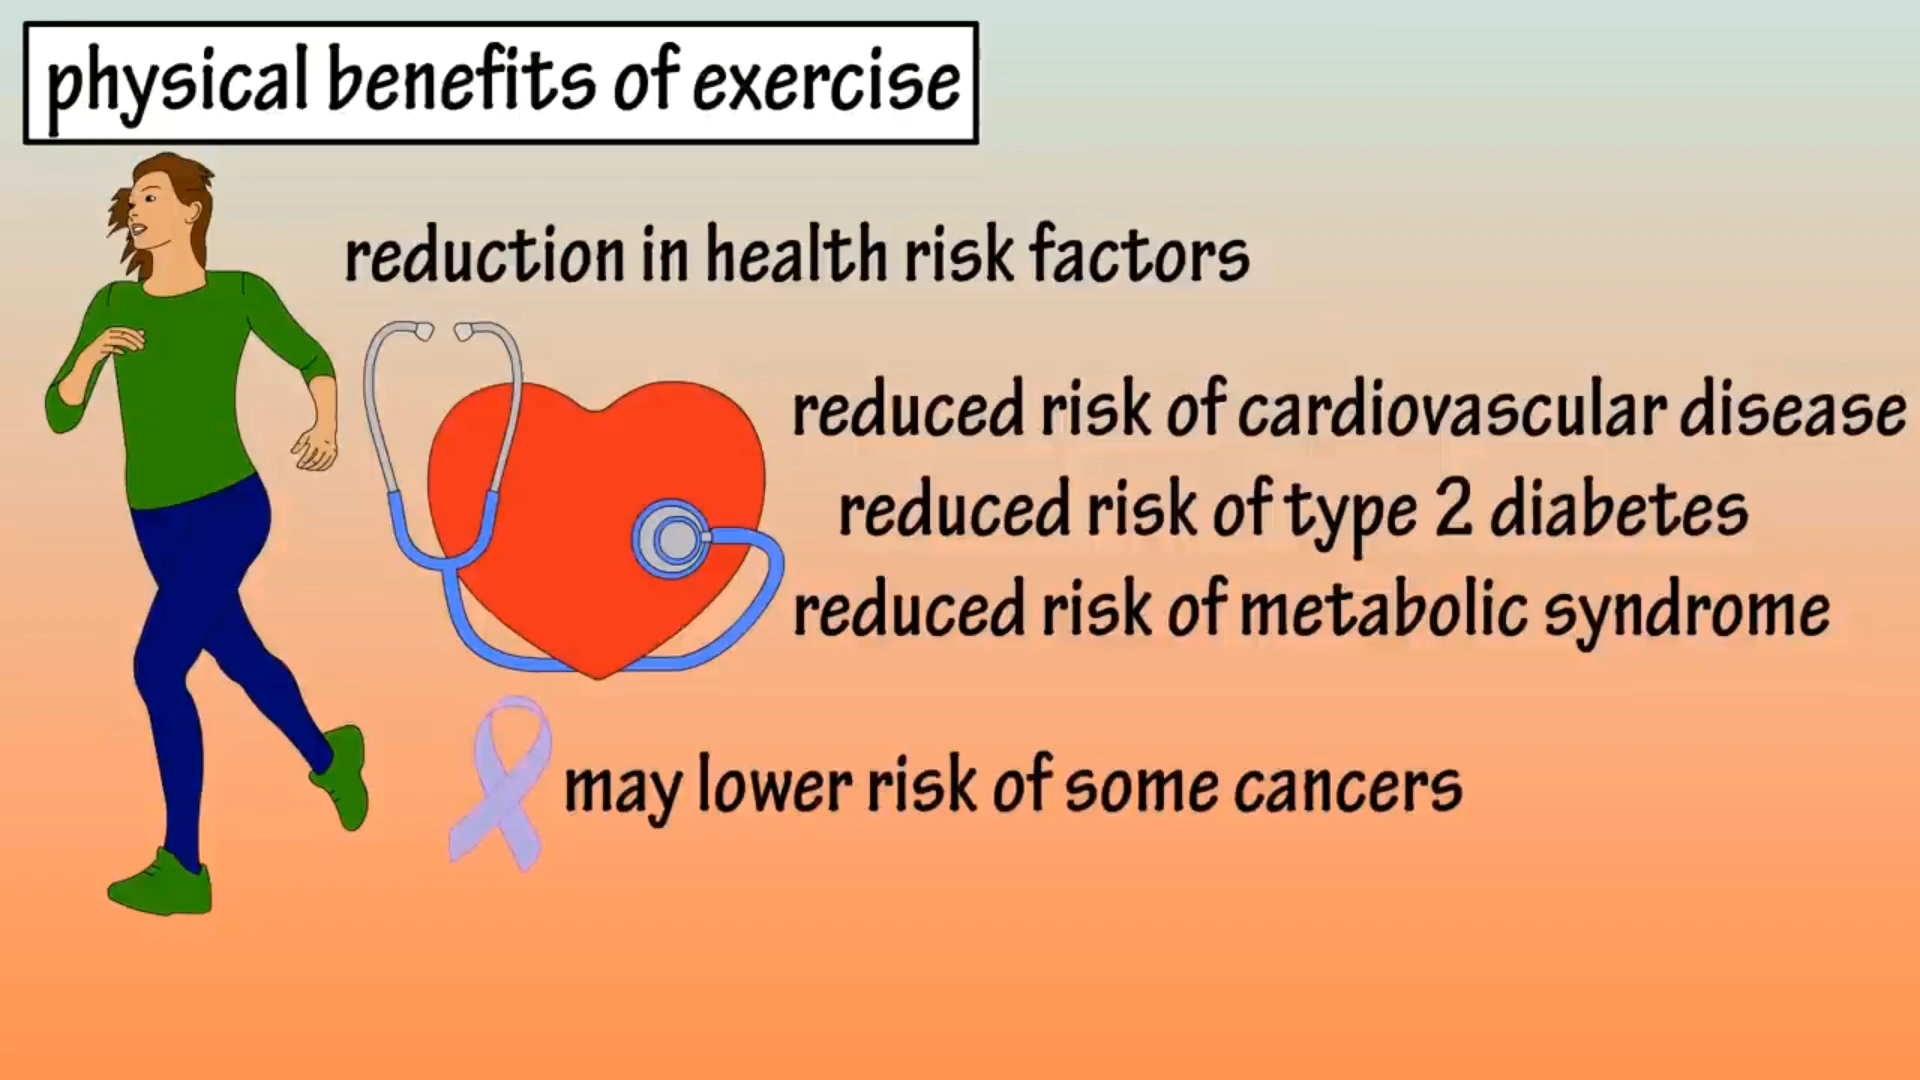 physical benefits of exercise
reduction in health risk factors
reduced risk of cardiovascular disease
reduced risk of type 2 diabetes
reduced risk of metabolic syndrome
may lower risk of some cancers